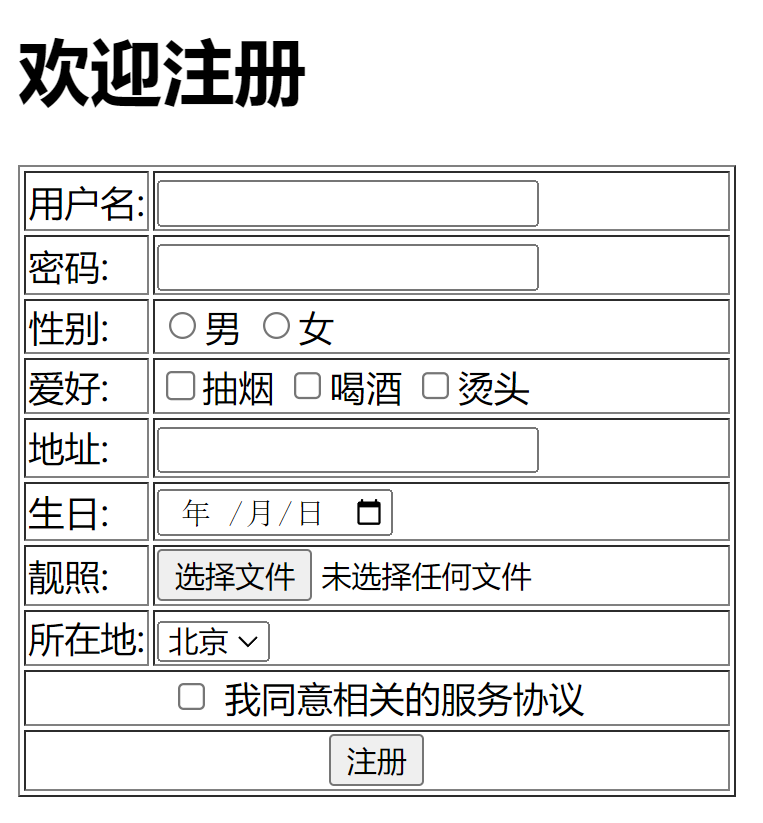 欢迎注册
用户名:
密码:
性别: 男 女
爱好: 抽烟 喝酒 烫头
地址:
生日: 年 /月/日
靓照: 选择文件 未选择任何文件
所在地: 北京
我同意相关的服务协议
注册